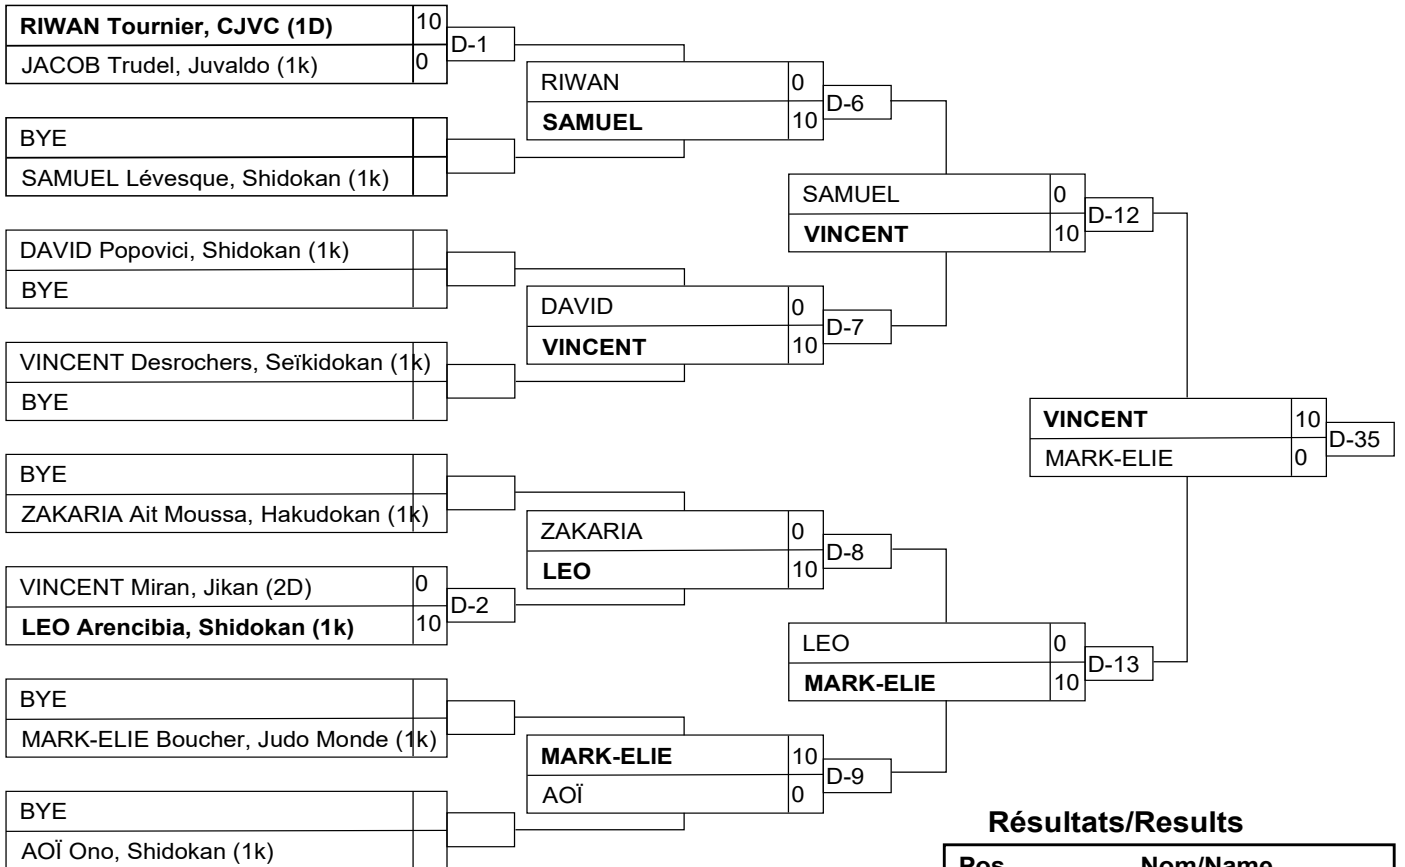 RIWAN Tournier, CJVC (1D) 10
JACOB Trudel, Juvaldo (1k) 0
D-1
BYE
SAMUEL Lévesque, Shidokan (1k)
DAVID Popovici, Shidokan (1k)
BYE
VINCENT Desrochers, Seïkidokan (1k)
BYE
BYE
ZAKARIA Ait Moussa, Hakudokan (1k)
VINCENT Miran, Jikan (2D) 0
LEO Arencibia, Shidokan (1k) 10
D-2
BYE
MARK-ELIE Boucher, Judo Monde (1k)
BYE
AOÏ Ono, Shidokan (1k)
RIWAN 0
SAMUEL 10
D-6
DAVID 0
VINCENT 10
D-7
ZAKARIA 0
LEO 10
D-8
MARK-ELIE 10
AOÏ 0
D-9
SAMUEL 0
VINCENT 10
D-12
LEO 0
MARK-ELIE 10
D-13
VINCENT 10
MARK-ELIE 0
D-35
Résultats/Results
Pos Nom/Name